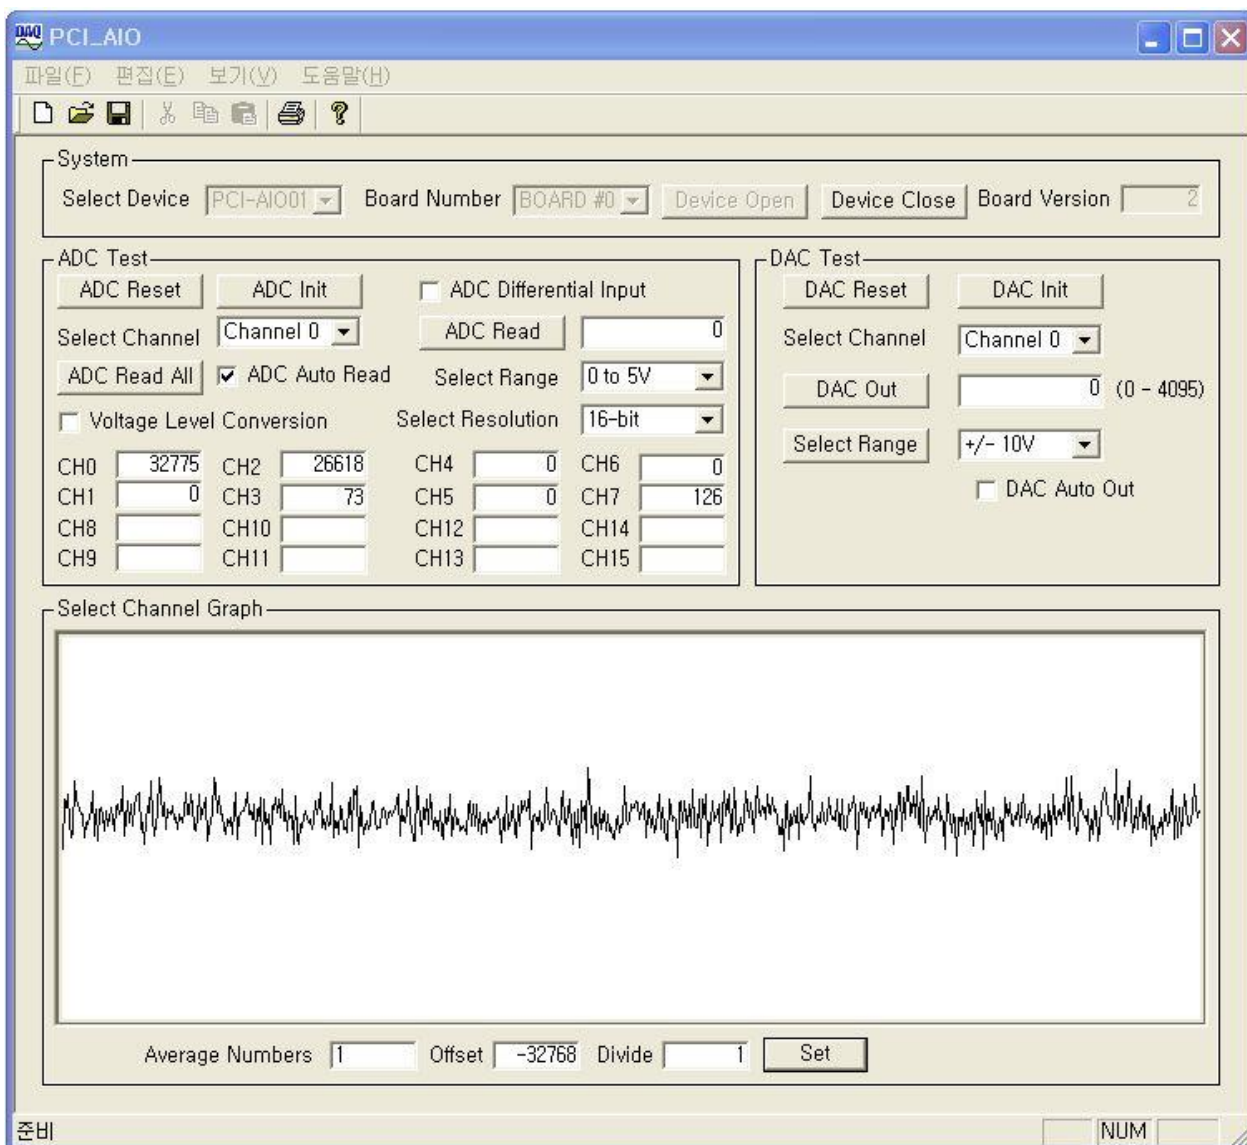 PCI_AIO
파일(F) 편집(E) 보기(V) 도움말(H)
System
Select Device PCI-AIO01 Board Number BOARD #0 Device Open Device Close Board Version 2
ADC Test
ADC Reset ADC Init ADC Differential Input
Select Channel Channel 0 ADC Read 0
ADC Read All ADC Auto Read Select Range 0 to 5V
Voltage Level Conversion Select Resolution 16-bit
CH0 32775 CH2 26618 CH4 0 CH6 0
CH1 0 CH3 73 CH5 0 CH7 126
CH8 CH10 CH12 CH14
CH9 CH11 CH13 CH15
DAC Test
DAC Reset DAC Init
Select Channel Channel 0
DAC Out 0 (0 - 4095)
Select Range +/- 10V
DAC Auto Out
Select Channel Graph
Average Numbers 1 Offset -32768 Divide 1 Set
준비 NUM